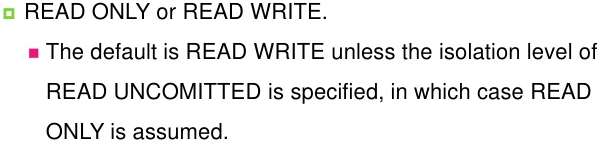 READ ONLY or READ WRITE.
The default is READ WRITE unless the isolation level of
READ UNCOMITTED is specified, in which case READ
ONLY is assumed.